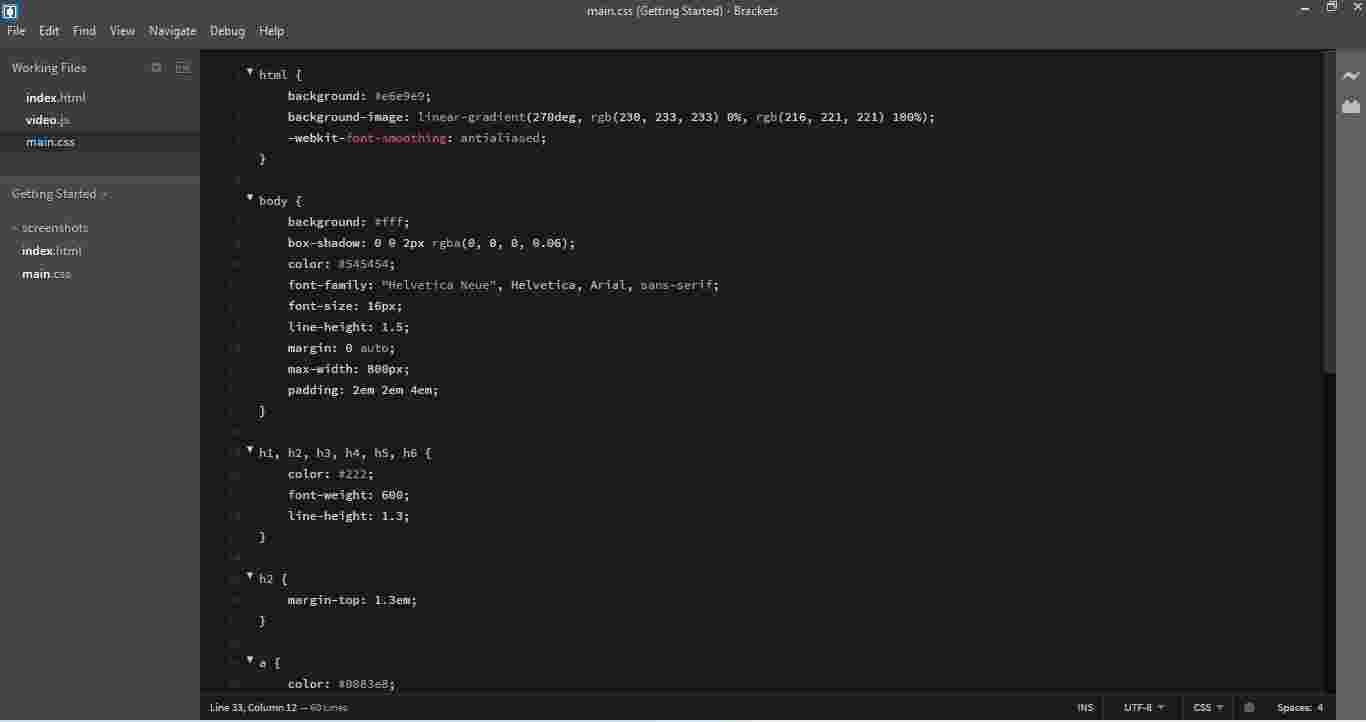 main.css (Getting Started) - Brackets
File Edit Find View Navigate Debug Help
Working Files
index.html
video.js
main.css
Getting Started
screenshots
index.html
main.css
html {
background: #e6e9e9;
background-image: linear-gradient(270deg, rgb(230, 233, 233) 0%, rgb(216, 221, 221) 100%);
-webkit-font-smoothing: antialiased;
}
body {
background: #fff;
box-shadow: 0 0 2px rgba(0, 0, 0, 0.06);
color: #545454;
font-family: "Helvetica Neue", Helvetica, Arial, sans-serif;
font-size: 16px;
line-height: 1.5;
margin: 0 auto;
max-width: 800px;
padding: 2em 2em 4em;
}
h1, h2, h3, h4, h5, h6 {
color: #222;
font-weight: 600;
line-height: 1.3;
}
h2 {
margin-top: 1.3em;
}
a {
color: #0083e8;
Line 33, Column 12 — 60 Lines INS UTF-8 CSS Spaces: 4